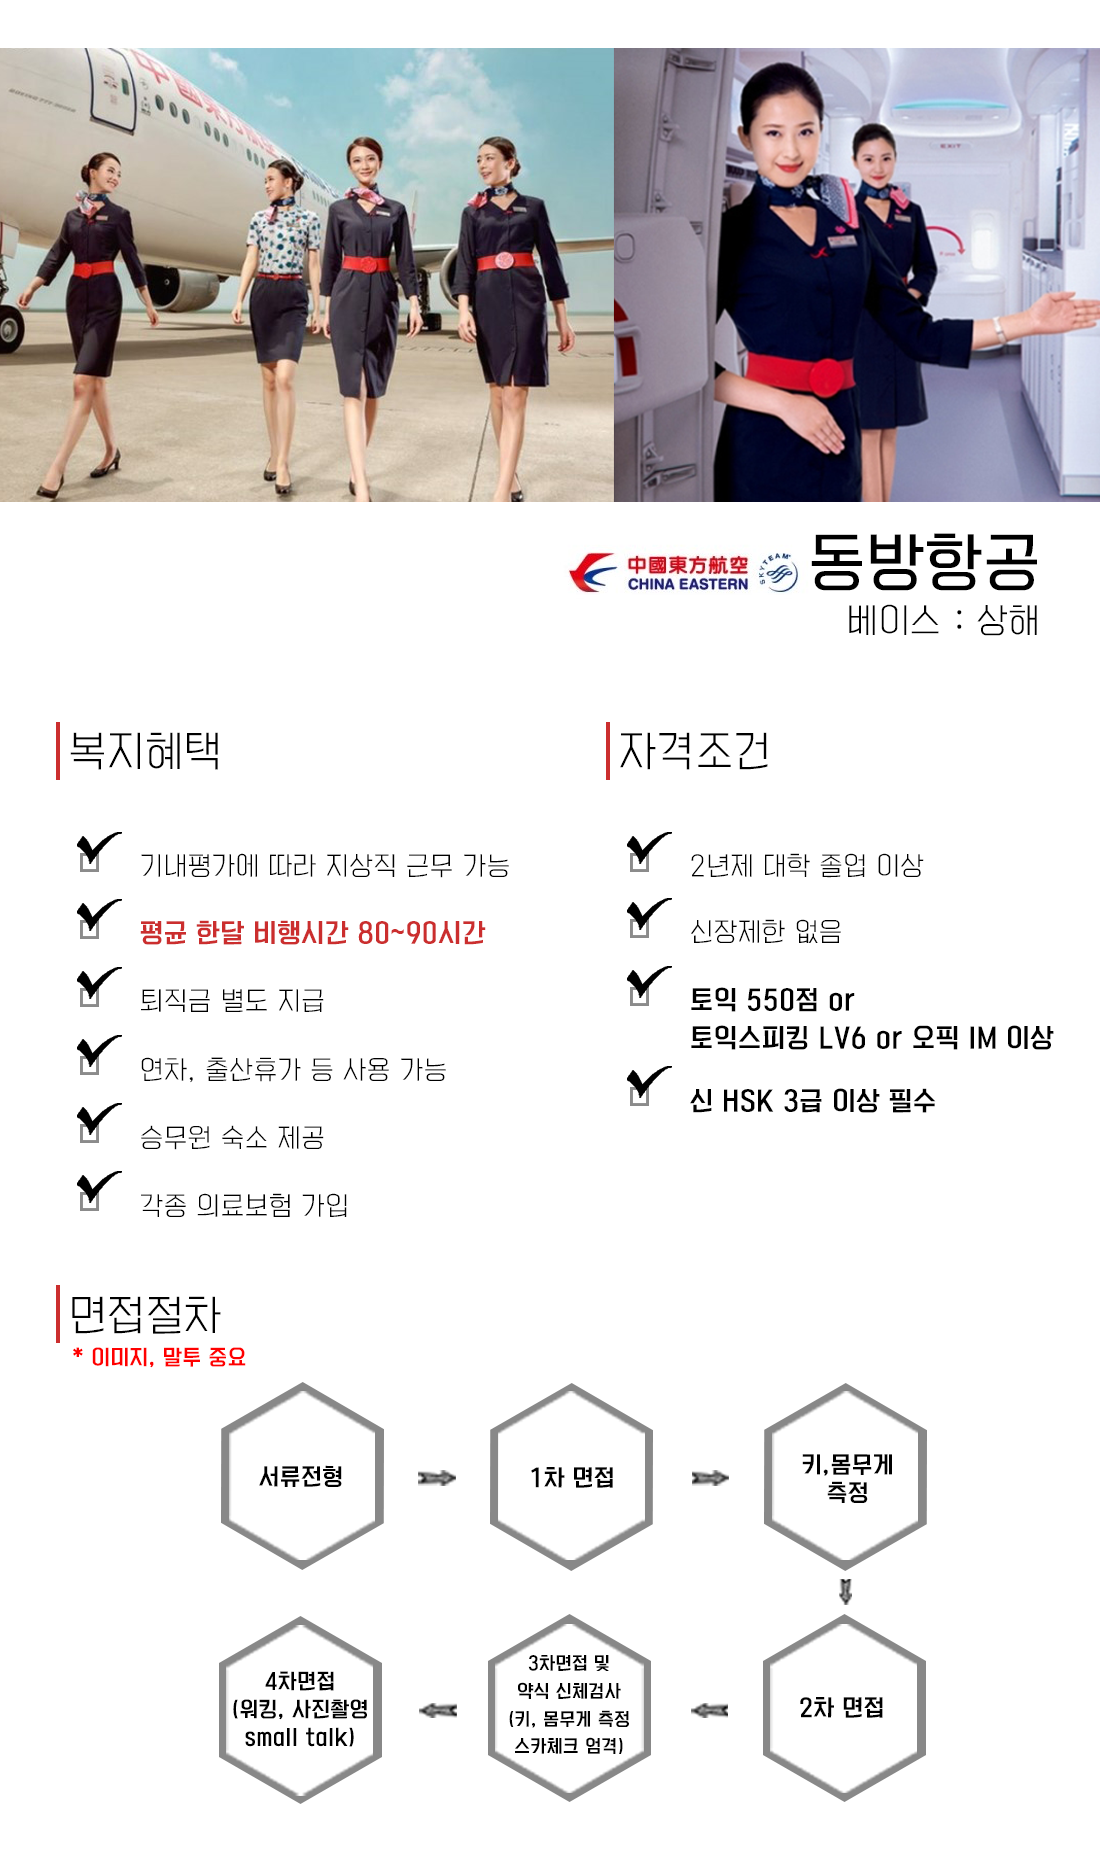 中國東方航空
CHINA EASTERN
SKYTEAM
동방항공
베이스 : 상해
복지혜택
기내평가에 따라 지상직 근무 가능
평균 한달 비행시간 80~90시간
퇴직금 별도 지급
연차, 출산휴가 등 사용 가능
승무원 숙소 제공
각종 의료보험 가입
자격조건
2년제 대학 졸업 이상
신장제한 없음
토익 550점 or
토익스피킹 LV6 or 오픽 IM 이상
신 HSK 3급 이상 필수
면접절차
* 이미지, 말투 중요
서류전형
1차 면접
키,몸무게
측정
2차 면접
3차면접 및
약식 신체검사
(키, 몸무게 측정
스카체크 엄격)
4차면접
(워킹, 사진촬영
small talk)